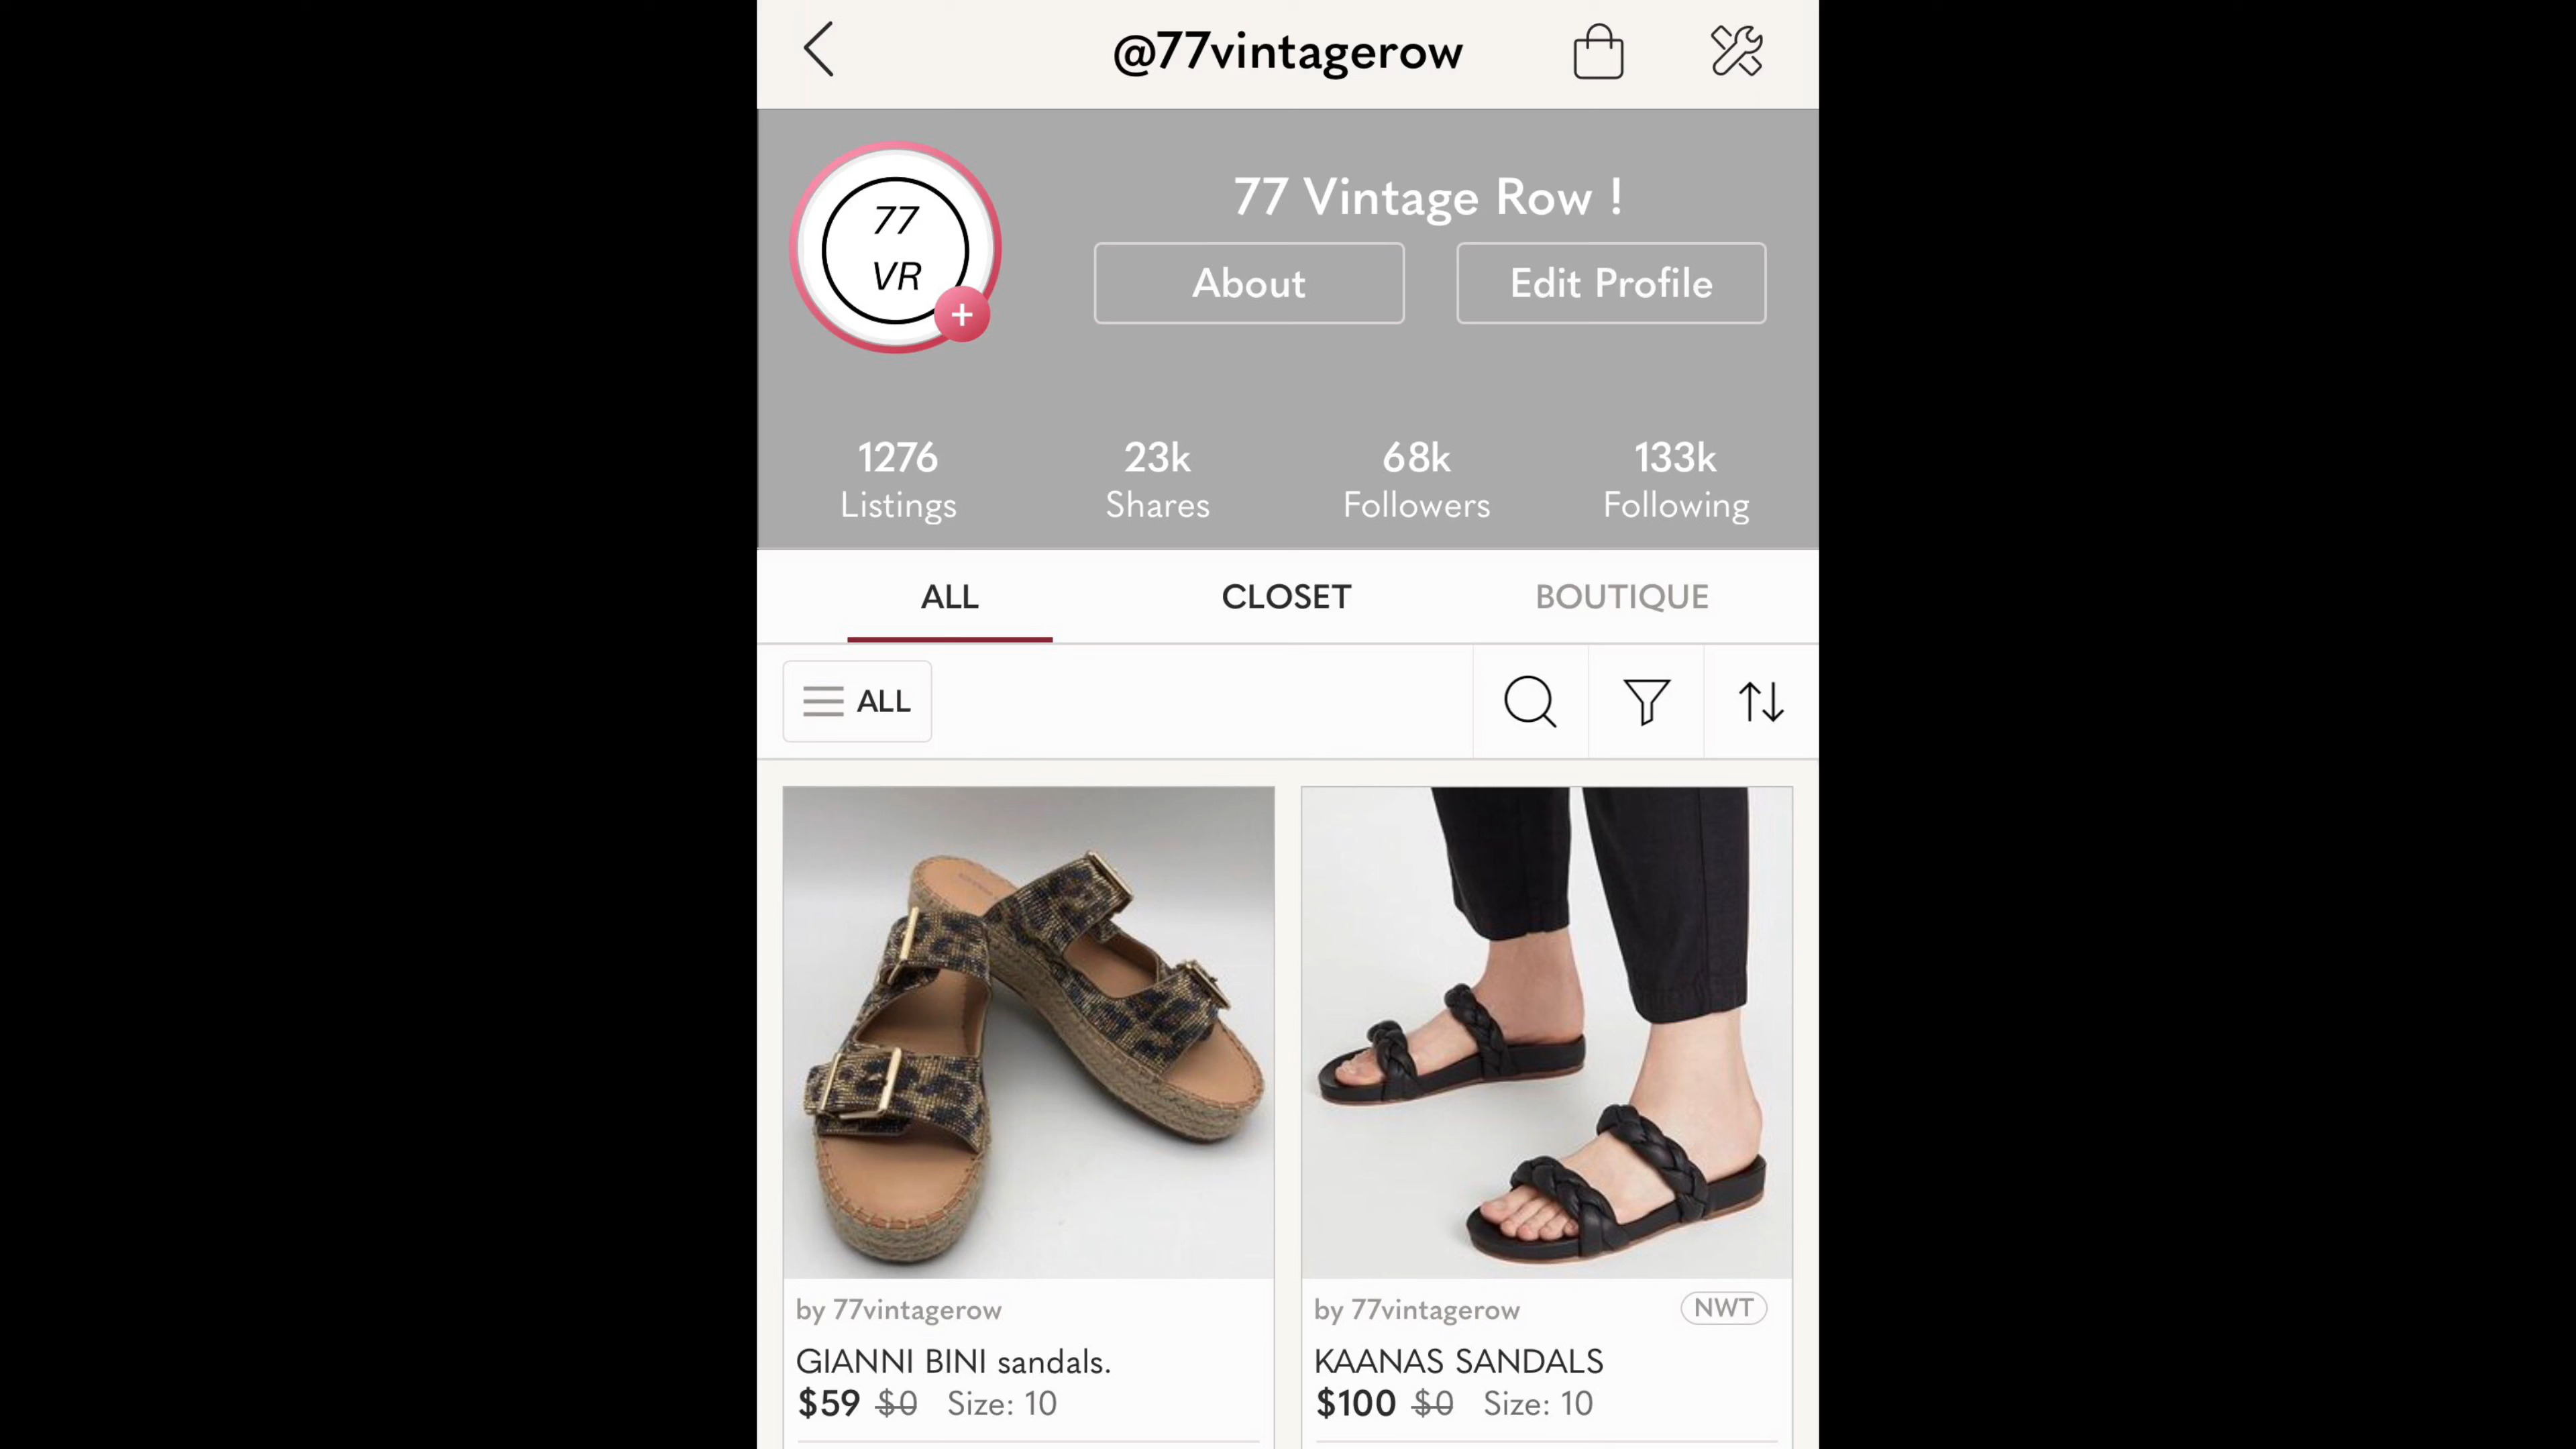 @77vintagerow
77
VR
+
77 Vintage Row !
About
Edit Profile
1276
Listings
23k
Shares
68k
Followers
133k
Following
ALL
CLOSET
BOUTIQUE
ALL
by 77vintagerow
GIANNI BINI sandals.
$59 $0 Size: 10
by 77vintagerow
NWT
KAANAS SANDALS
$100 $0 Size: 10